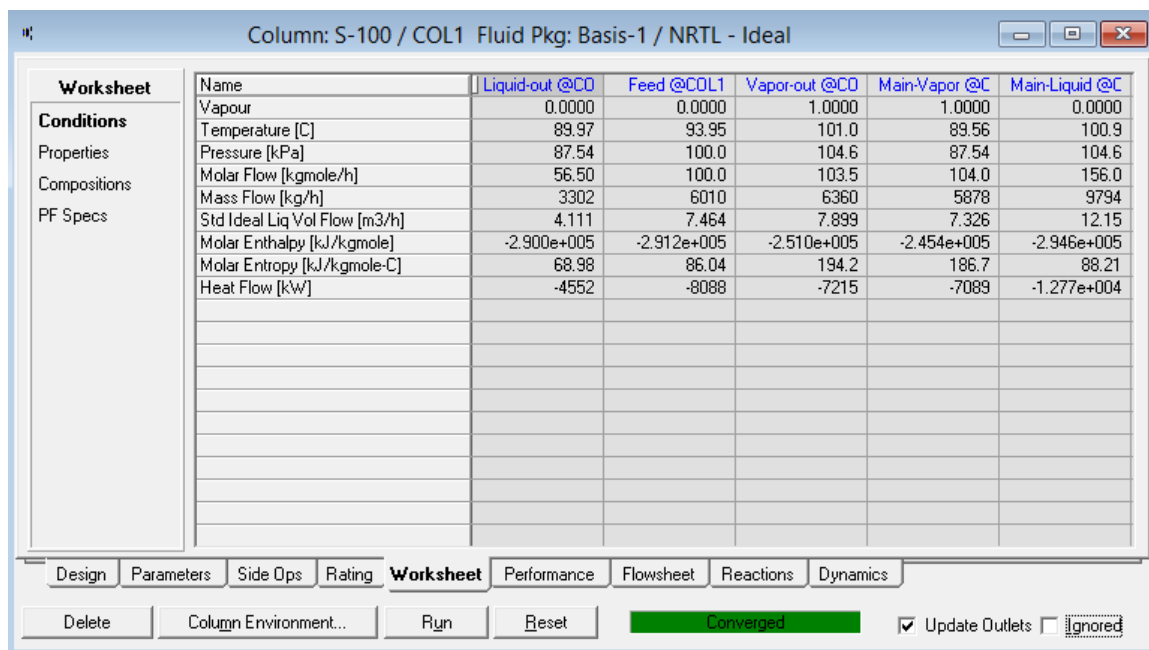 Column: S-100 / COL1 Fluid Pkg: Basis-1 / NRTL - Ideal
Worksheet
Conditions
Properties
Compositions
PF Specs
Name Liquid-out @CO Feed @COL1 Vapor-out @CO Main-Vapor @C Main-Liquid @C
Vapour 0.0000 0.0000 1.0000 1.0000 0.0000
Temperature [C] 89.97 93.95 101.0 89.56 100.9
Pressure [kPa] 87.54 100.0 104.6 87.54 104.6
Molar Flow [kgmole/h] 56.50 100.0 103.5 104.0 156.0
Mass Flow [kg/h] 3302 6010 6360 5878 9794
Std Ideal Liq Vol Flow [m3/h] 4.111 7.464 7.899 7.326 12.15
Molar Enthalpy [kJ/kgmole] -2.900e+005 -2.912e+005 -2.510e+005 -2.454e+005 -2.946e+005
Molar Entropy [kJ/kgmole-C] 68.98 86.04 194.2 186.7 88.21
Heat Flow [kW] -4552 -8088 -7215 -7089 -1.277e+004
Design Parameters Side Ops Rating Worksheet Performance Flowsheet Reactions Dynamics
Delete Column Environment... Run Reset Converged Update Outlets Ignored